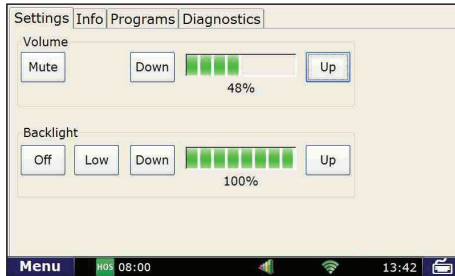 Settings Info Programs Diagnostics
Volume
Mute Down Up
48%
Backlight
Off Low Down Up
100%
Menu HOS 08:00 13:42